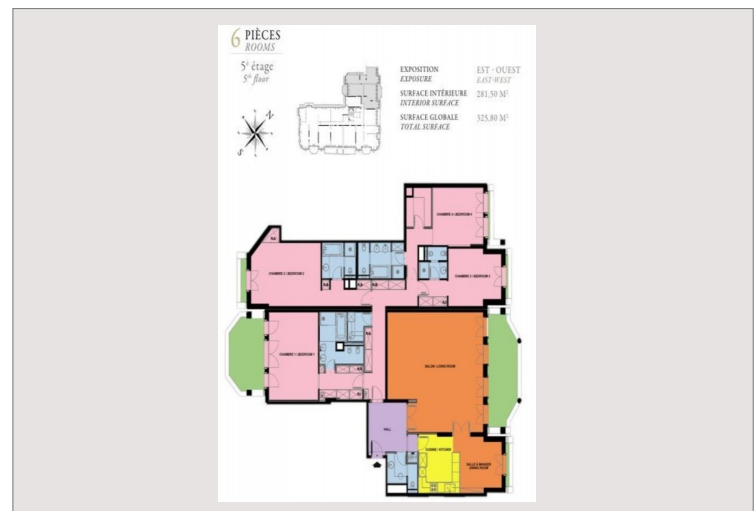 6 PIÈCES
ROOMS
5è étage
5th floor
EXPOSITION
EST - OUEST
EXPOSURE
EAST-WEST
SURFACE INTÉRIEURE
281,50 M²
INTERIOR SURFACE
SURFACE GLOBALE
325,80 M²
TOTAL SURFACE
N
S
CHAMBRE 4 / BEDROOM 4
CHAMBRE 2 / BEDROOM 2
CHAMBRE 3 / BEDROOM 3
CHAMBRE 1 / BEDROOM 1
SALON / LIVING ROOM
HALL
CUISINE / KITCHEN
SALLE À MANGER
DINING ROOM